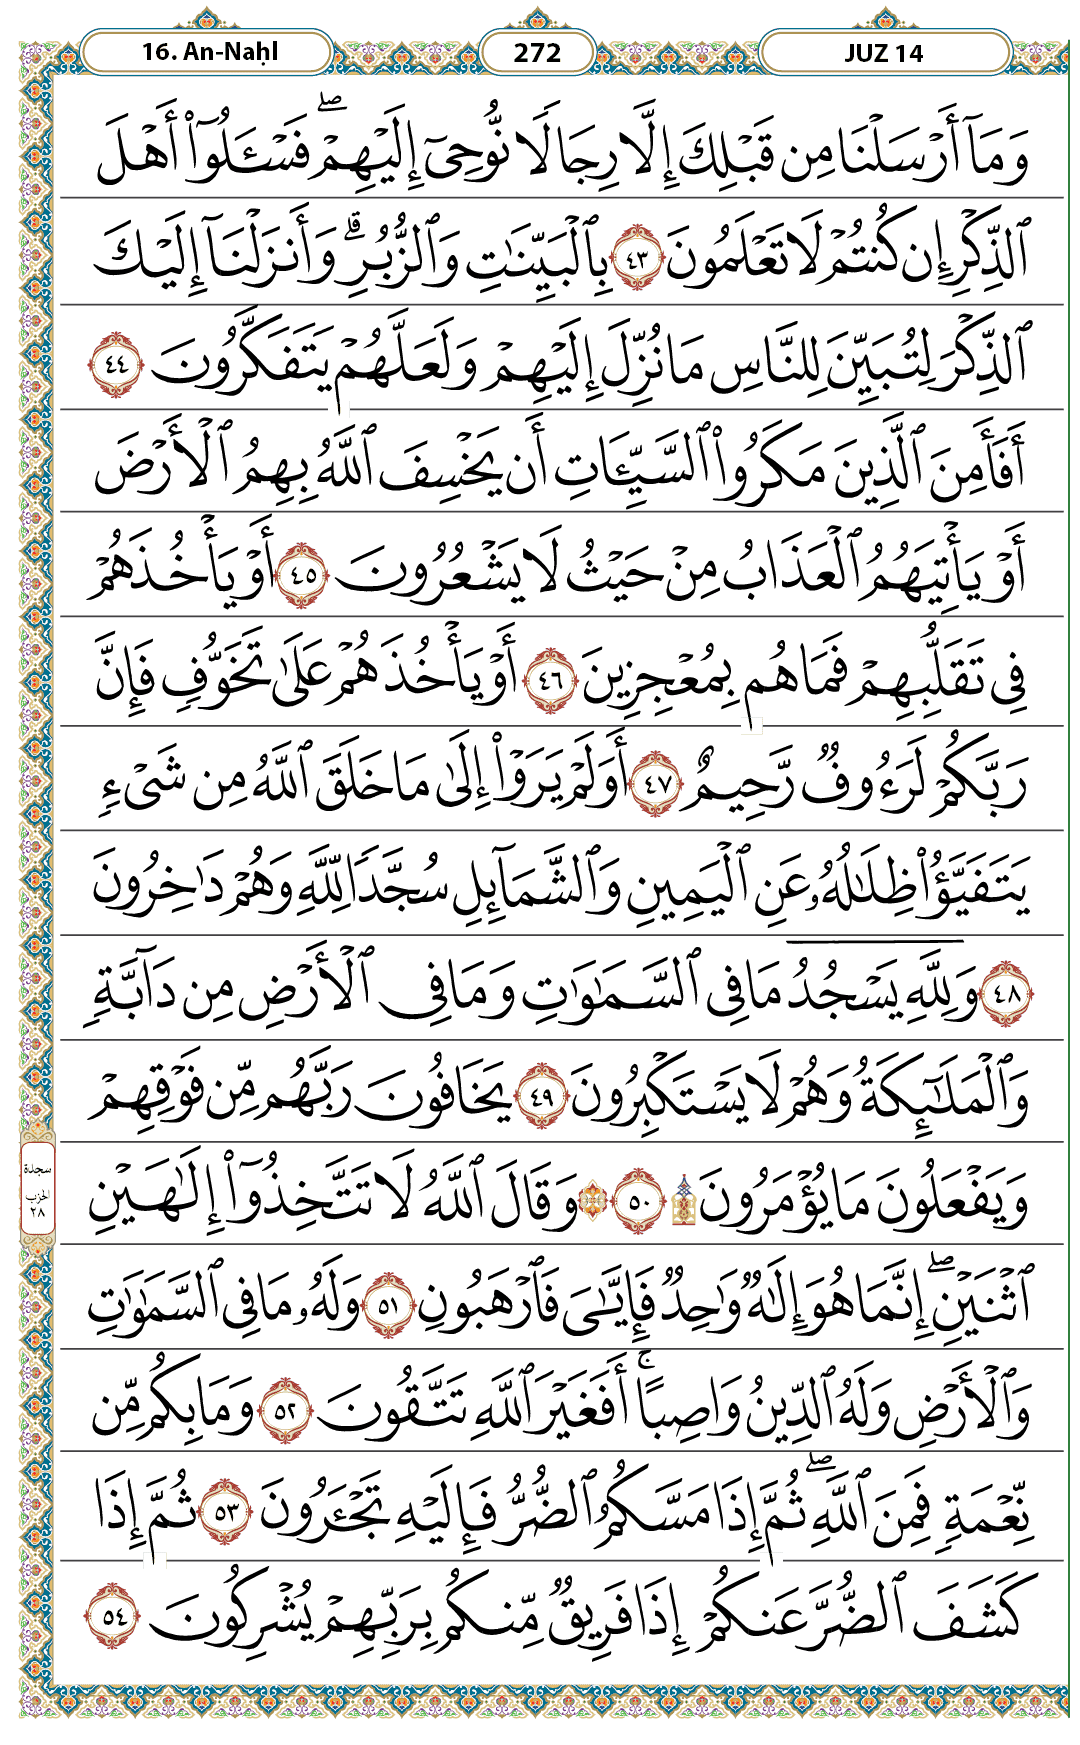 16. An-Naḥl
272
JUZ 14
وَمَآ أَرْسَلْنَا مِن قَبْلِكَ إِلَّا رِجَالًا نُّوحِىٓ إِلَيْهِمْ ۖ فَسْـَٔلُوٓا۟ أَهْلَ
ٱلذِّكْرِ إِن كُنتُمْ لَا تَعْلَمُونَ ٤٣ بِٱلْبَيِّنَـٰتِ وَٱلزُّبُرِ ۗ وَأَنزَلْنَآ إِلَيْكَ
ٱلذِّكْرَ لِتُبَيِّنَ لِلنَّاسِ مَا نُزِّلَ إِلَيْهِمْ وَلَعَلَّهُمْ يَتَفَكَّرُونَ ٤٤
أَفَأَمِنَ ٱلَّذِينَ مَكَرُوا۟ ٱلسَّيِّـَٔاتِ أَن يَخْسِفَ ٱللَّهُ بِهِمُ ٱلْأَرْضَ
أَوْ يَأْتِيَهُمُ ٱلْعَذَابُ مِنْ حَيْثُ لَا يَشْعُرُونَ ٤٥ أَوْ يَأْخُذَهُمْ
فِى تَقَلُّبِهِمْ فَمَا هُم بِمُعْجِزِينَ ٤٦ أَوْ يَأْخُذَهُمْ عَلَىٰ تَخَوُّفٍ فَإِنَّ
رَبَّكُمْ لَرَءُوفٌ رَّحِيمٌ ٤٧ أَوَلَمْ يَرَوْا۟ إِلَىٰ مَا خَلَقَ ٱللَّهُ مِن شَىْءٍ
يَتَفَيَّؤُا۟ ظِلَـٰلُهُۥ عَنِ ٱلْيَمِينِ وَٱلشَّمَآئِلِ سُجَّدًا لِّلَّهِ وَهُمْ دَٰخِرُونَ
٤٨ وَلِلَّهِ يَسْجُدُ مَا فِى ٱلسَّمَـٰوَٰتِ وَمَا فِى ٱلْأَرْضِ مِن دَآبَّةٍ
وَٱلْمَلَـٰٓئِكَةُ وَهُمْ لَا يَسْتَكْبِرُونَ ٤٩ يَخَافُونَ رَبَّهُم مِّن فَوْقِهِمْ
وَيَفْعَلُونَ مَا يُؤْمَرُونَ ۩ ٥٠ ۞ وَقَالَ ٱللَّهُ لَا تَتَّخِذُوٓا۟ إِلَـٰهَيْنِ
ٱثْنَيْنِ ۖ إِنَّمَا هُوَ إِلَـٰهٌ وَٰحِدٌ فَإِيَّـٰىَ فَٱرْهَبُونِ ٥١ وَلَهُۥ مَا فِى ٱلسَّمَـٰوَٰتِ
وَٱلْأَرْضِ وَلَهُ ٱلدِّينُ وَاصِبًا ۚ أَفَغَيْرَ ٱللَّهِ تَتَّقُونَ ٥٢ وَمَا بِكُم مِّن
نِّعْمَةٍ فَمِنَ ٱللَّهِ ۖ ثُمَّ إِذَا مَسَّكُمُ ٱلضُّرُّ فَإِلَيْهِ تَجْـَٔرُونَ ٥٣ ثُمَّ إِذَا
كَشَفَ ٱلضُّرَّ عَنكُمْ إِذَا فَرِيقٌ مِّنكُم بِرَبِّهِمْ يُشْرِكُونَ ٥٤
سجدة
الحزب
٢٨